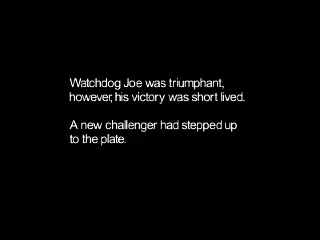 Watchdog Joe was triumphant,
however, his victory was short lived.
A new challenger had stepped up
to the plate.